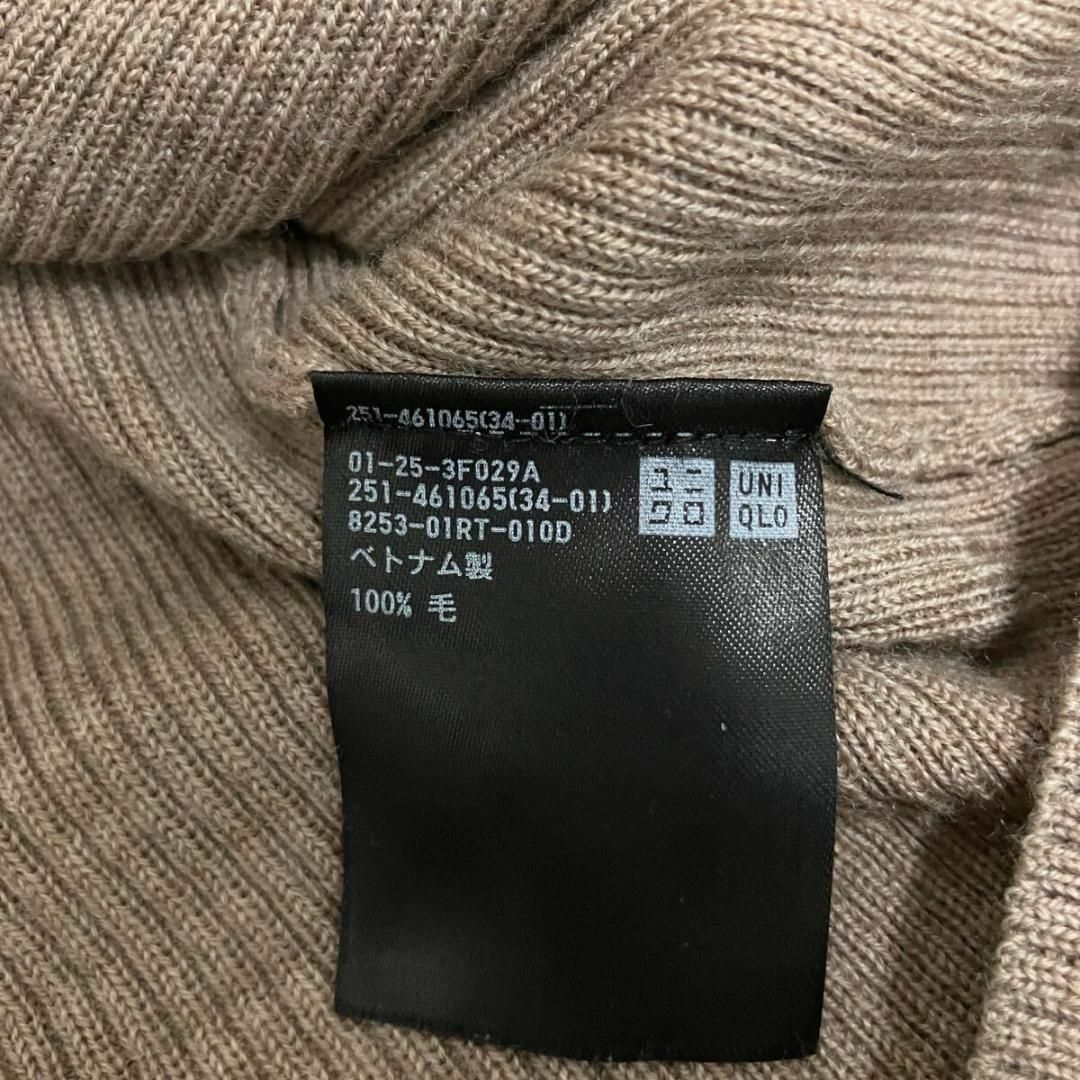 251-461065(34-01)
01-25-3F029A
251-461065(34-01)
8253-01RT-010D
ベトナム製
100% 毛
ユニ
クロ
UNI
QLO